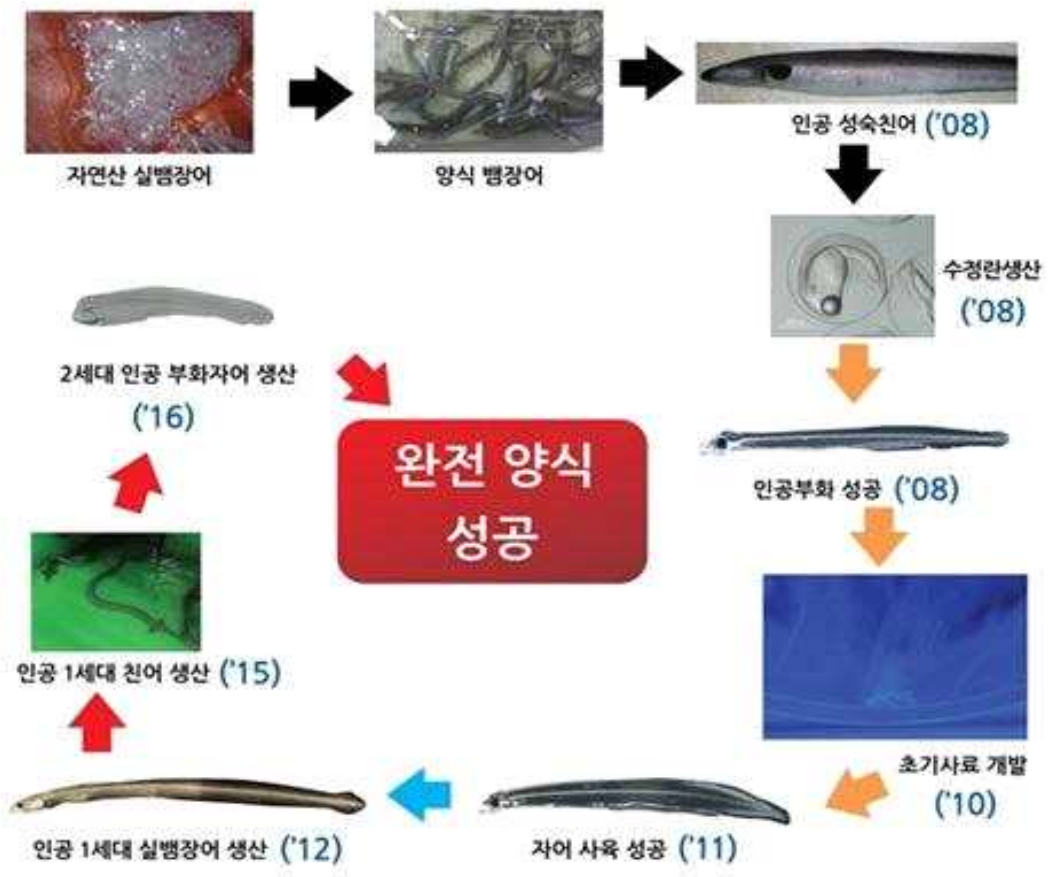 자연산 실뱀장어
양식 뱀장어
인공 성숙친어 ('08)
수정란생산
('08)
인공부화 성공 ('08)
초기사료 개발
('10)
자어 사육 성공 ('11)
인공 1세대 실뱀장어 생산 ('12)
인공 1세대 친어 생산 ('15)
2세대 인공 부화자어 생산
('16)
완전 양식
성공